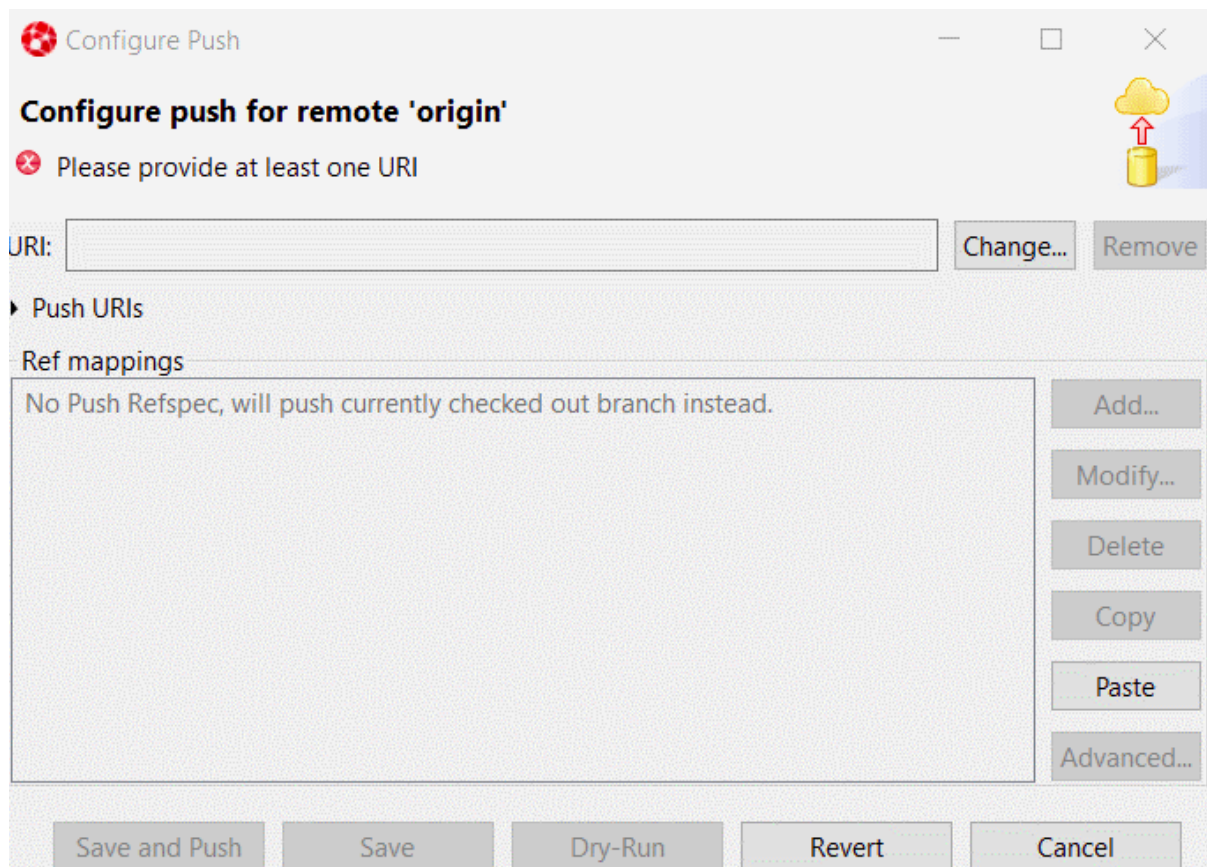 Configure Push
Configure push for remote 'origin'
Please provide at least one URI
URI:
Change...
Remove
Push URIs
Ref mappings
No Push Refspec, will push currently checked out branch instead.
Add...
Modify...
Delete
Copy
Paste
Advanced...
Save and Push
Save
Dry-Run
Revert
Cancel